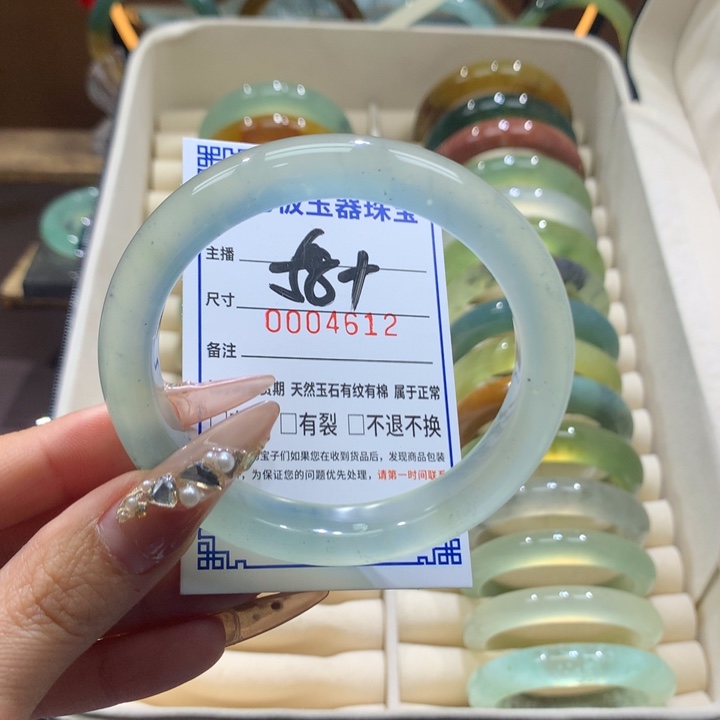 板玉器珠宝
主播
58+
尺寸
0004612
备注
期 天然玉石有纹有棉 属于正常
□有裂 □不退不换
宝子们如果您在收到货品后，发现商品包装
，为保证您的问题优先处理，请第一时间联系